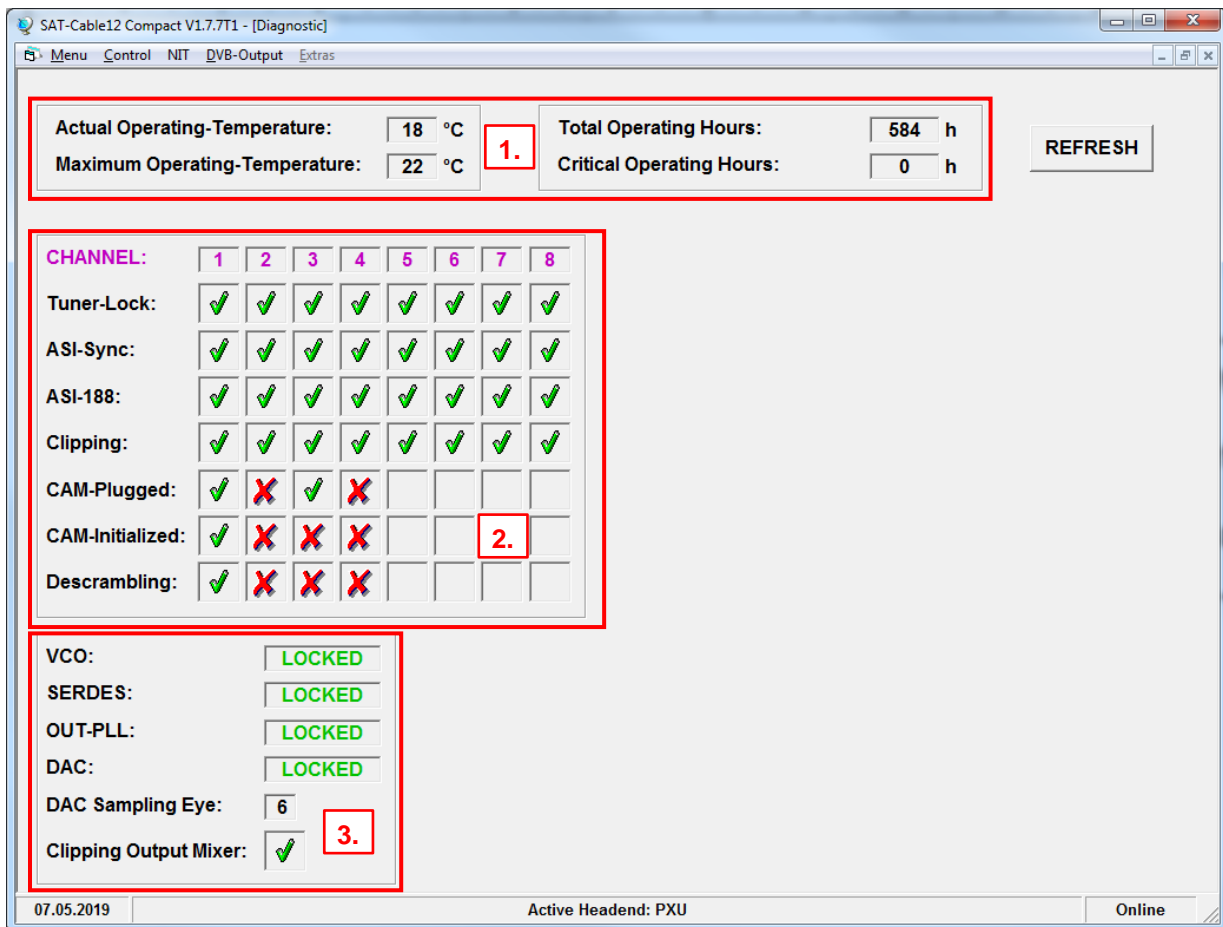 SAT-Cable12 Compact V1.7.7T1 - [Diagnostic]
Menu Control NIT DVB-Output Extras
Actual Operating-Temperature: 18 °C
Maximum Operating-Temperature: 22 °C
1.
Total Operating Hours: 584 h
Critical Operating Hours: 0 h
REFRESH
CHANNEL: 1 2 3 4 5 6 7 8
Tuner-Lock:
ASI-Sync:
ASI-188:
Clipping:
CAM-Plugged:
CAM-Initialized:
2.
Descrambling:
VCO: LOCKED
SERDES: LOCKED
OUT-PLL: LOCKED
DAC: LOCKED
DAC Sampling Eye: 6
3.
Clipping Output Mixer:
07.05.2019 Active Headend: PXU Online